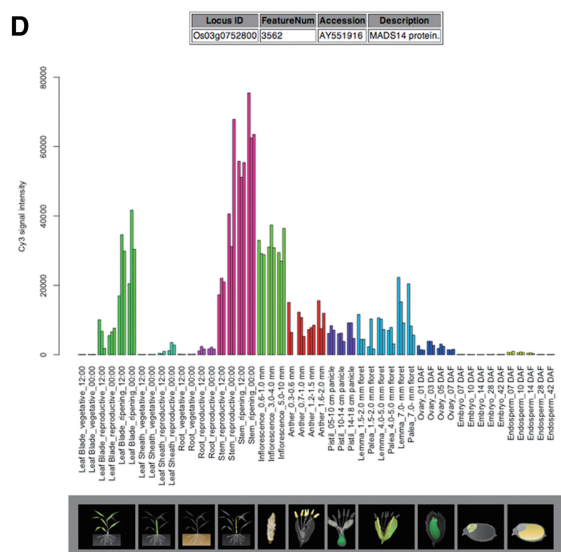 D
Locus ID FeatureNum Accession Description
Os03g0752800 3562 AY551916 MADS14 protein.
Cy3 signal intensity
80000
60000
40000
20000
0
Leaf Blade_vegetative_12:00
Leaf Blade_vegetative_00:00
Leaf Blade_reproductive_12:00
Leaf Blade_reproductive_00:00
Leaf Blade_ripening_12:00
Leaf Blade_ripening_00:00
Leaf Sheath_vegetative_12:00
Leaf Sheath_vegetative_00:00
Leaf Sheath_reproductive_12:00
Leaf Sheath_reproductive_00:00
Root_vegetative_12:00
Root_vegetative_00:00
Root_reproductive_12:00
Root_reproductive_00:00
Stem_reproductive_12:00
Stem_reproductive_00:00
Stem_ripening_12:00
Stem_ripening_00:00
Inflorescence_0.6-1.0 mm
Inflorescence_3.0-4.0 mm
Inflorescence_5.0-10 mm
Anther_0.3-0.6 mm
Anther_0.7-1.0 mm
Anther_1.2-1.5 mm
Anther_1.6-2.0 mm
Pistil_05-10 cm panicle
Pistil_10-14 cm panicle
Pistil_14-18 cm panicle
Lemma_1.5-2.0 mm floret
Palea_1.5-2.0 mm floret
Lemma_4.0-5.0 mm floret
Palea_4.0-5.0 mm floret
Lemma_7.0- mm floret
Palea_7.0- mm floret
Ovary_01 DAF
Ovary_03 DAF
Ovary_05 DAF
Ovary_07 DAF
Embryo_07 DAF
Embryo_10 DAF
Embryo_14 DAF
Embryo_28 DAF
Embryo_42 DAF
Endosperm_07 DAF
Endosperm_10 DAF
Endosperm_14 DAF
Endosperm_28 DAF
Endosperm_42 DAF